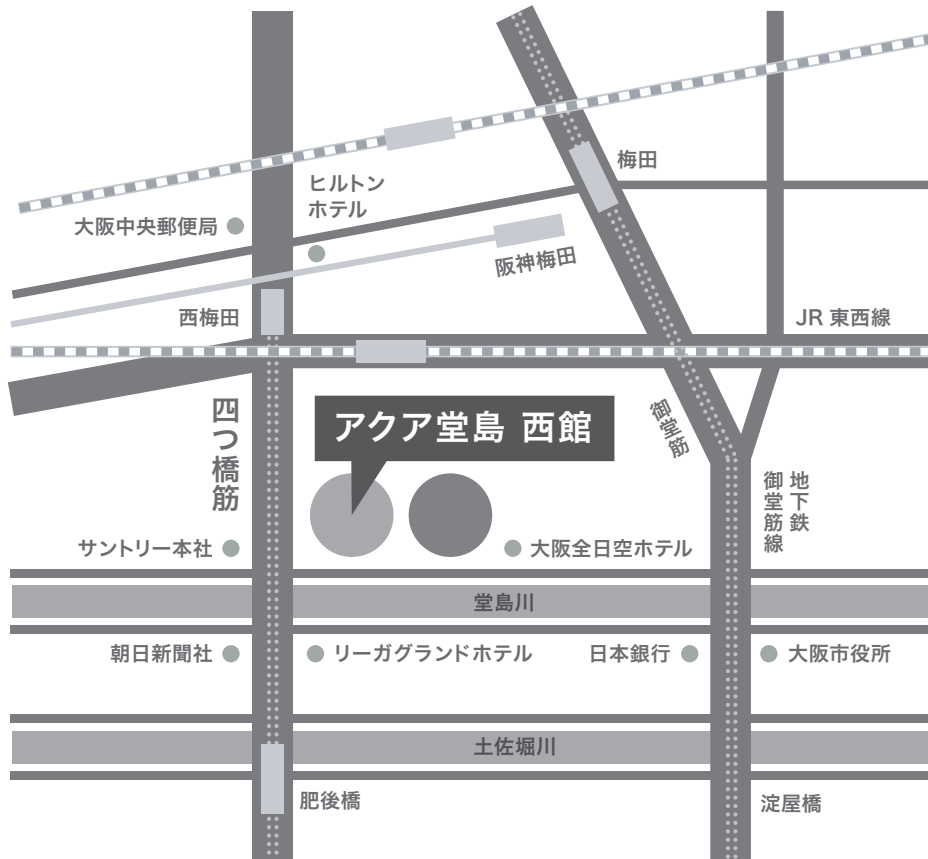 梅田
ヒルトン
ホテル
大阪中央郵便局
阪神梅田
西梅田
JR 東西線
四つ橋筋
アクア堂島 西館
御堂筋
地下鉄
御堂筋線
サントリー本社
大阪全日空ホテル
堂島川
朝日新聞社
リーガグランドホテル
日本銀行
大阪市役所
土佐堀川
肥後橋
淀屋橋